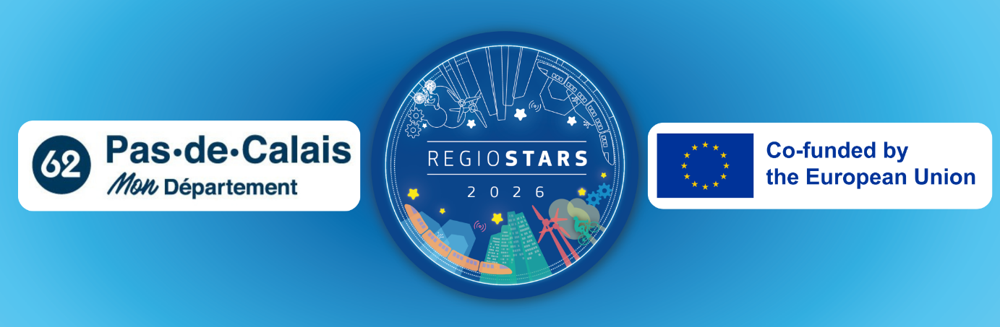 62
Pas•de•Calais
Mon Département
REGIOSTARS
2026
Co-funded by
the European Union